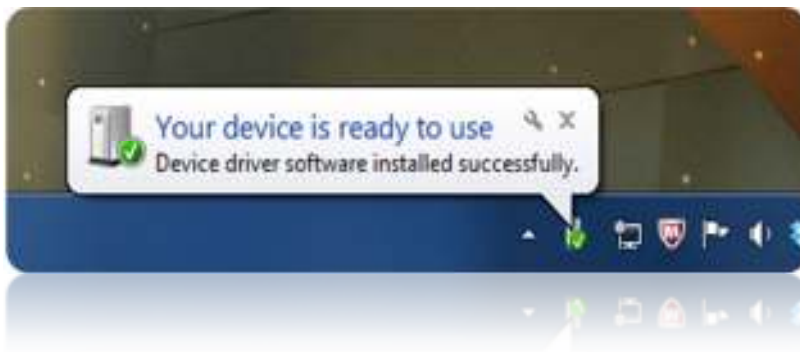 Your device is ready to use
Device driver software installed successfully.